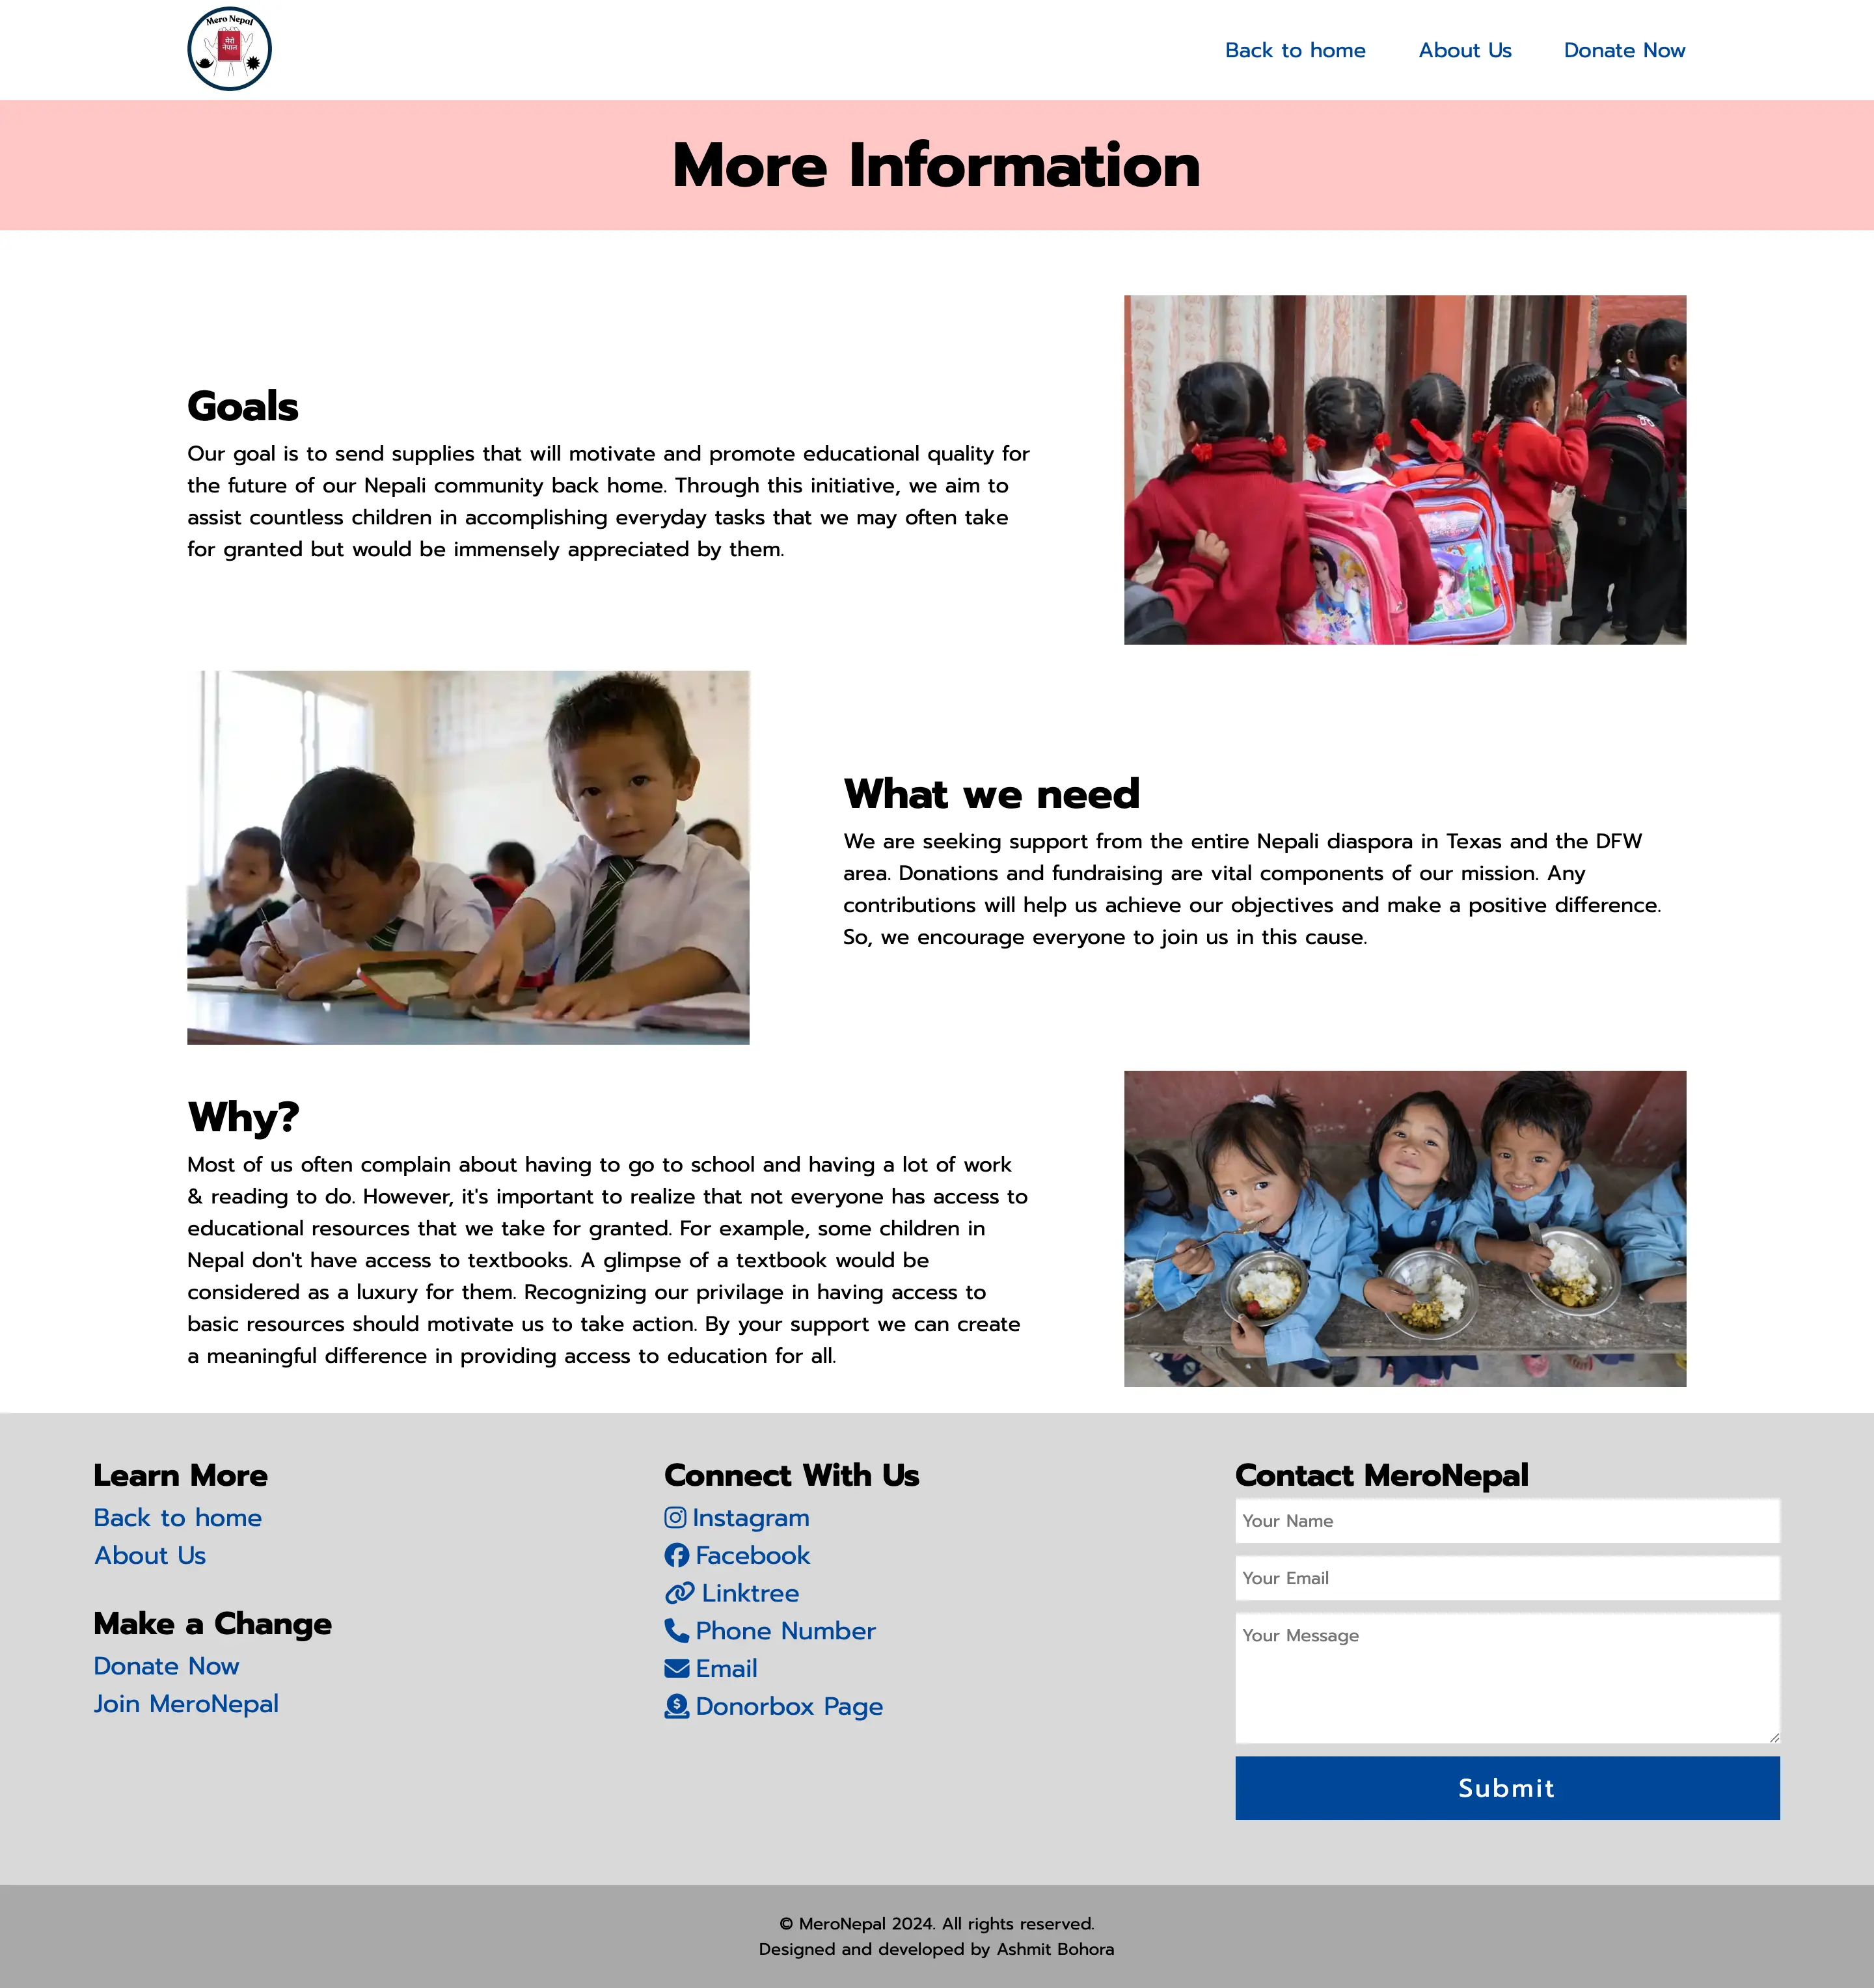 Mero Nepal
मेरो
नेपाल
Back to home
About Us
Donate Now
More Information
Goals
Our goal is to send supplies that will motivate and promote educational quality for
the future of our Nepali community back home. Through this initiative, we aim to
assist countless children in accomplishing everyday tasks that we may often take
for granted but would be immensely appreciated by them.
What we need
We are seeking support from the entire Nepali diaspora in Texas and the DFW
area. Donations and fundraising are vital components of our mission. Any
contributions will help us achieve our objectives and make a positive difference.
So, we encourage everyone to join us in this cause.
Why?
Most of us often complain about having to go to school and having a lot of work
& reading to do. However, it's important to realize that not everyone has access to
educational resources that we take for granted. For example, some children in
Nepal don't have access to textbooks. A glimpse of a textbook would be
considered as a luxury for them. Recognizing our privilage in having access to
basic resources should motivate us to take action. By your support we can create
a meaningful difference in providing access to education for all.
Learn More
Back to home
About Us
Make a Change
Donate Now
Join MeroNepal
Connect With Us
Instagram
Facebook
Linktree
Phone Number
Email
Donorbox Page
Contact MeroNepal
Your Name
Your Email
Your Message
Submit
© MeroNepal 2024. All rights reserved.
Designed and developed by Ashmit Bohora